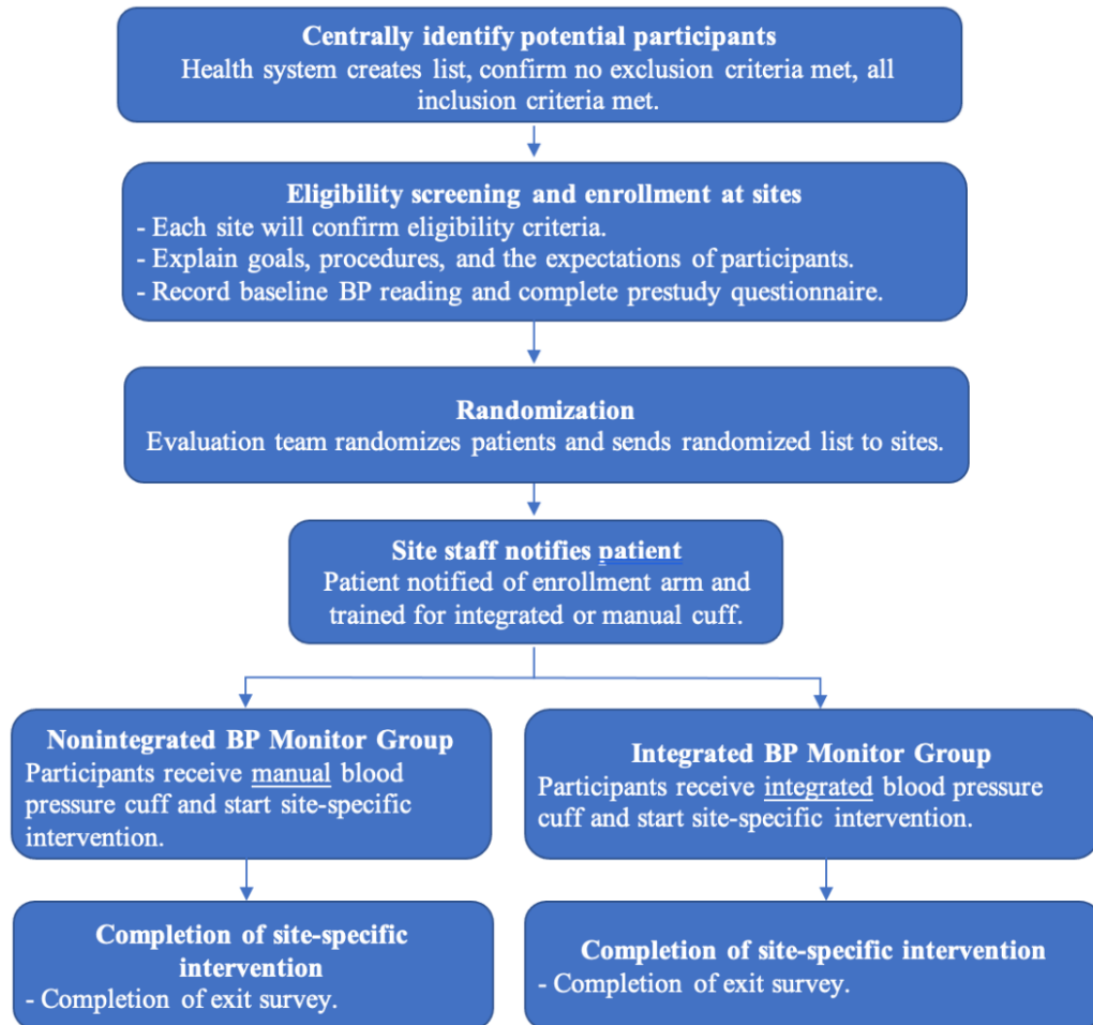 Centrally identify potential participants
Health system creates list, confirm no exclusion criteria met, all
inclusion criteria met.
Eligibility screening and enrollment at sites
- Each site will confirm eligibility criteria.
- Explain goals, procedures, and the expectations of participants.
- Record baseline BP reading and complete prestudy questionnaire.
Randomization
Evaluation team randomizes patients and sends randomized list to sites.
Site staff notifies patient
Patient notified of enrollment arm and
trained for integrated or manual cuff.
Nonintegrated BP Monitor Group
Participants receive manual blood
pressure cuff and start site-specific
intervention.
Integrated BP Monitor Group
Participants receive integrated blood pressure
cuff and start site-specific intervention.
Completion of site-specific
intervention
- Completion of exit survey.
Completion of site-specific intervention
- Completion of exit survey.